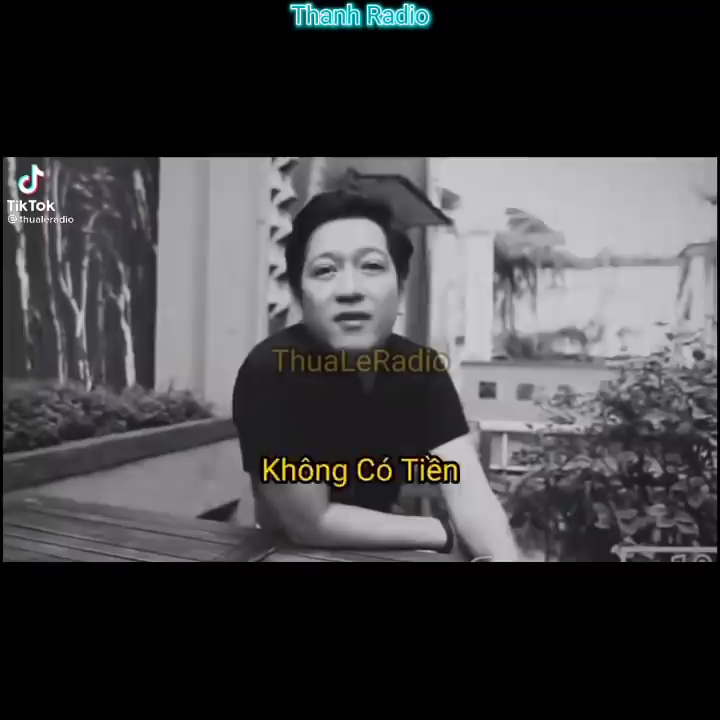 Thanh Radio
TikTok
@thualeradio
ThuaLeRadio
Không Có Tiền